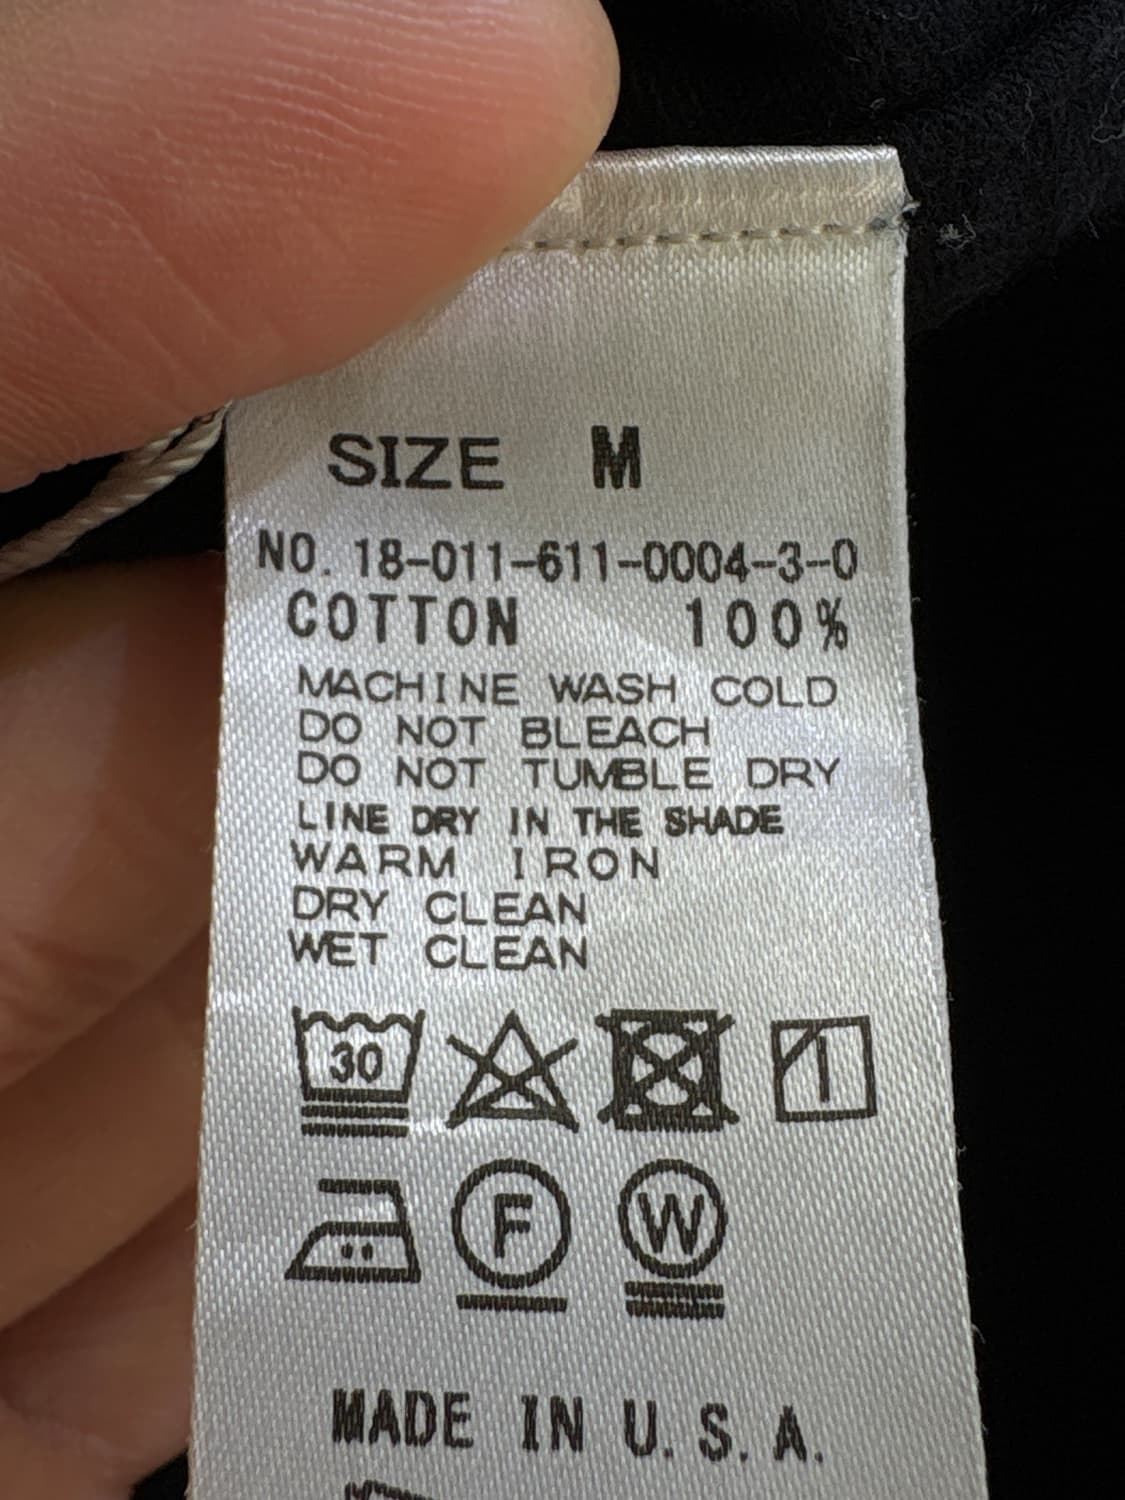 SIZE M
NO. 18-011-611-0004-3-0
COTTON 100%
MACHINE WASH COLD
DO NOT BLEACH
DO NOT TUMBLE DRY
LINE DRY IN THE SHADE
WARM IRON
DRY CLEAN
WET CLEAN
30
F W
MADE IN U.S.A.